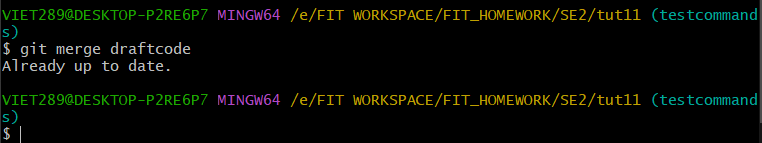 VIET289@DESKTOP-P2RE6P7 MINGW64 /e/FIT WORKSPACE/FIT_HOMEWORK/SE2/tut11 (testcommand
s)
$ git merge draftcode
Already up to date.
VIET289@DESKTOP-P2RE6P7 MINGW64 /e/FIT WORKSPACE/FIT_HOMEWORK/SE2/tut11 (testcommand
s)
$